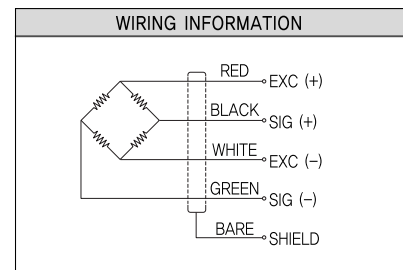 WIRING INFORMATION
RED EXC (+)
BLACK SIG (+)
WHITE EXC (-)
GREEN SIG (-)
BARE SHIELD